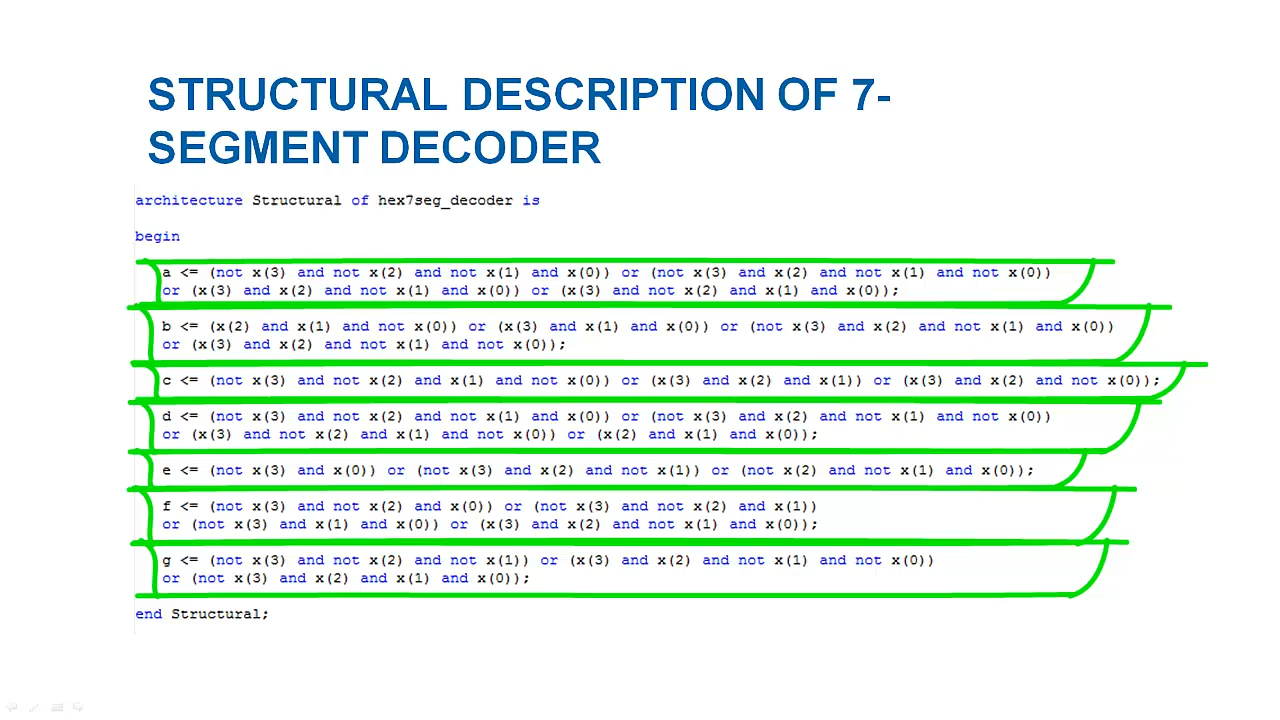 STRUCTURAL DESCRIPTION OF 7-
SEGMENT DECODER
architecture Structural of hex7seg_decoder is
begin
a <= (not x(3) and not x(2) and not x(1) and x(0)) or (not x(3) and x(2) and not x(1) and not x(0))
or (x(3) and x(2) and not x(1) and x(0)) or (x(3) and not x(2) and x(1) and x(0));
b <= (x(2) and x(1) and not x(0)) or (x(3) and x(1) and x(0)) or (not x(3) and x(2) and not x(1) and x(0))
or (x(3) and x(2) and not x(1) and not x(0));
c <= (not x(3) and not x(2) and x(1) and not x(0)) or (x(3) and x(2) and x(1)) or (x(3) and x(2) and not x(0));
d <= (not x(3) and not x(2) and not x(1) and x(0)) or (not x(3) and x(2) and not x(1) and not x(0))
or (x(3) and not x(2) and x(1) and not x(0)) or (x(2) and x(1) and x(0));
e <= (not x(3) and x(0)) or (not x(3) and x(2) and not x(1)) or (not x(2) and not x(1) and x(0));
f <= (not x(3) and not x(2) and x(0)) or (not x(3) and not x(2) and x(1))
or (not x(3) and x(1) and x(0)) or (x(3) and x(2) and not x(1) and x(0));
g <= (not x(3) and not x(2) and not x(1)) or (x(3) and x(2) and not x(1) and not x(0))
or (not x(3) and x(2) and x(1) and x(0));
end Structural;